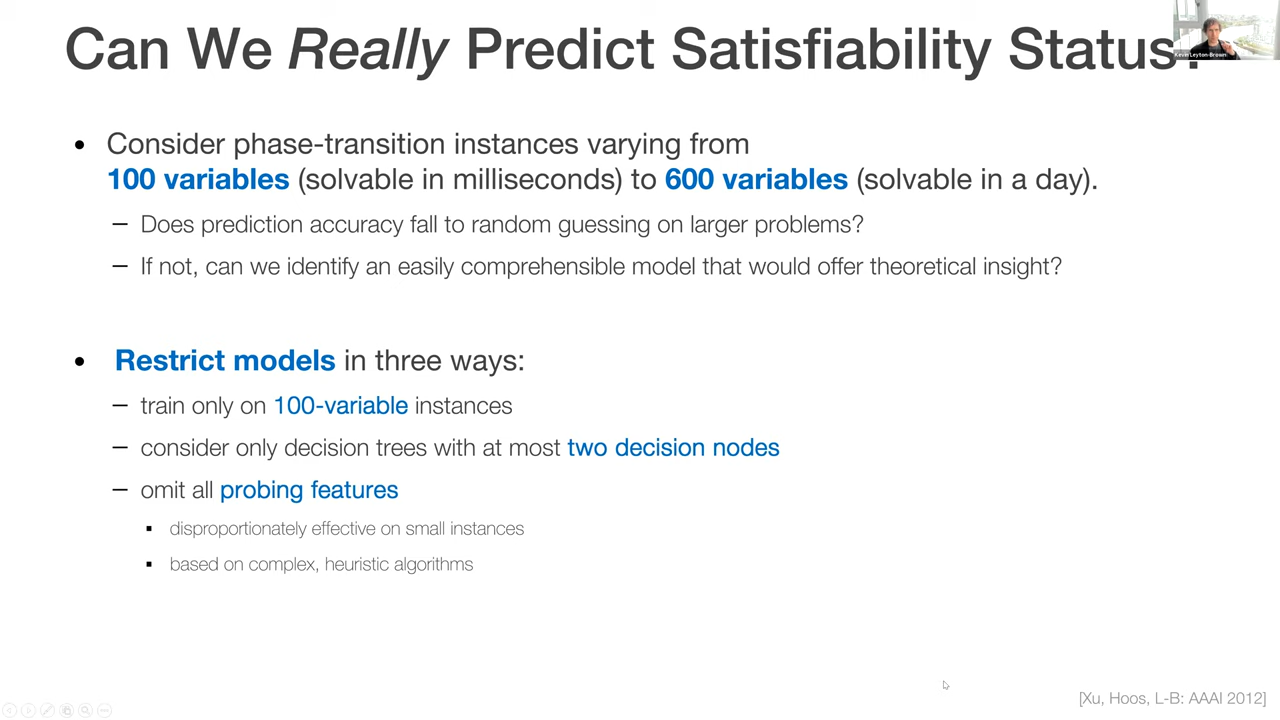 Can We Really Predict Satisfiability Status?
Kevin Leyton-Brown
• Consider phase-transition instances varying from
100 variables (solvable in milliseconds) to 600 variables (solvable in a day).
– Does prediction accuracy fall to random guessing on larger problems?
– If not, can we identify an easily comprehensible model that would offer theoretical insight?
• Restrict models in three ways:
– train only on 100-variable instances
– consider only decision trees with at most two decision nodes
– omit all probing features
▪ disproportionately effective on small instances
▪ based on complex, heuristic algorithms
[Xu, Hoos, L-B: AAAI 2012]